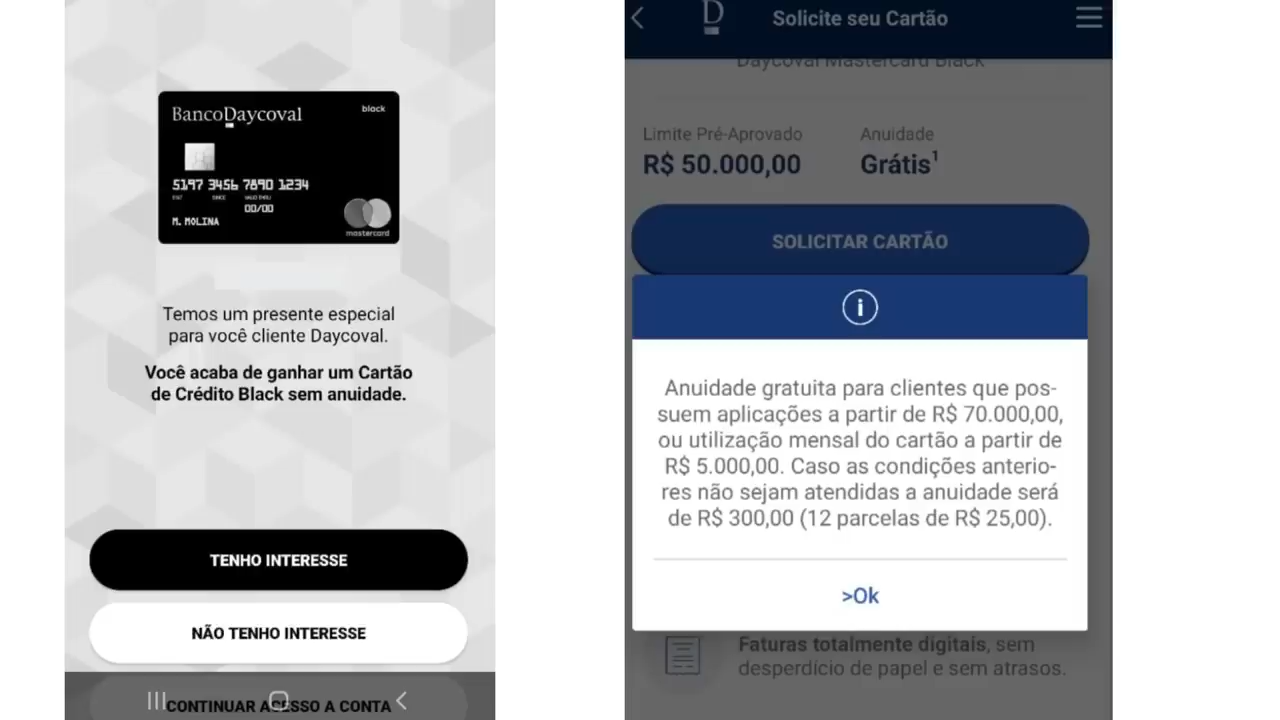 BancoDaycoval
black
5197 3456 7890 1234
VALID THRU
00/00
M. MOLINA
mastercard
Temos um presente especial
para você cliente Daycoval.
Você acaba de ganhar um Cartão
de Crédito Black sem anuidade.
TENHO INTERESSE
NÃO TENHO INTERESSE
CONTINUAR ACESSO A CONTA
D
Solicite seu Cartão
Daycoval Mastercard Black
Limite Pré-Aprovado
Anuidade
R$ 50.000,00
Grátis¹
SOLICITAR CARTÃO
i
Anuidade gratuita para clientes que pos-
suem aplicações a partir de R$ 70.000,00,
ou utilização mensal do cartão a partir de
R$ 5.000,00. Caso as condições anterio-
res não sejam atendidas a anuidade será
de R$ 300,00 (12 parcelas de R$ 25,00).
>Ok
Faturas totalmente digitais, sem
desperdício de papel e sem atrasos.